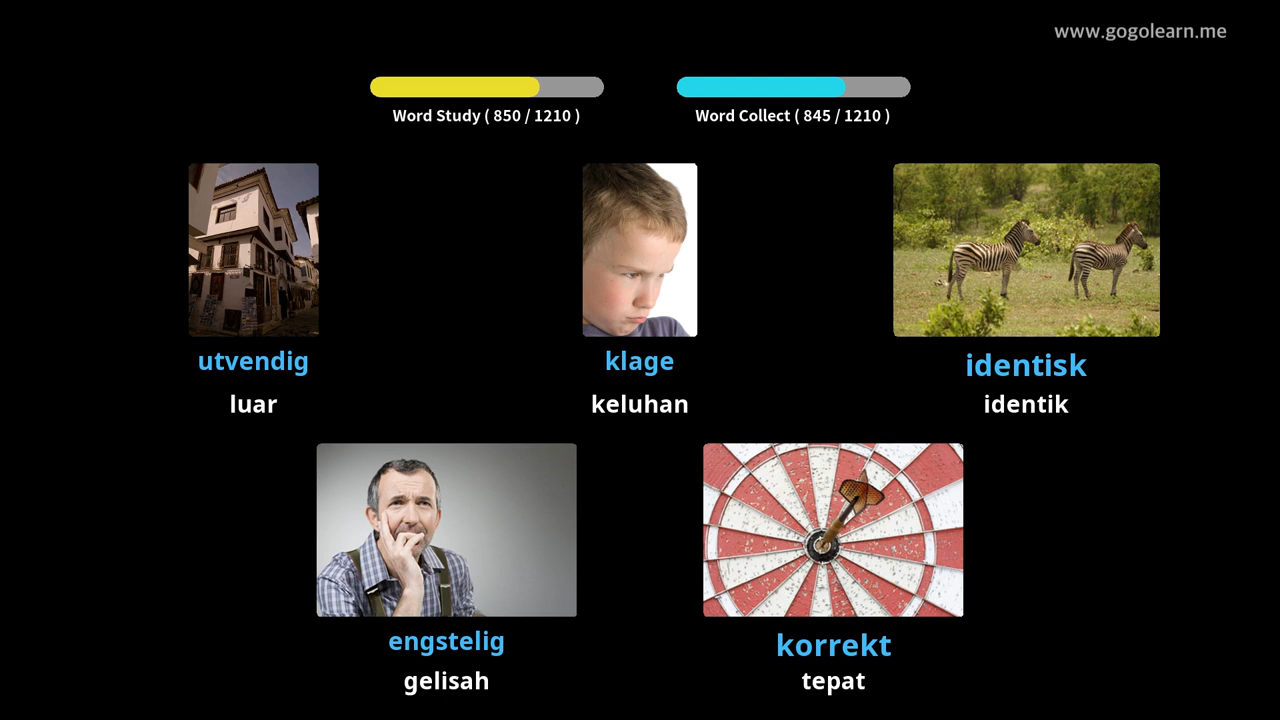 www.gogolearn.me
Word Study ( 850 / 1210 )
Word Collect ( 845 / 1210 )
utvendig
luar
klage
keluhan
identisk
identik
engstelig
gelisah
korrekt
tepat